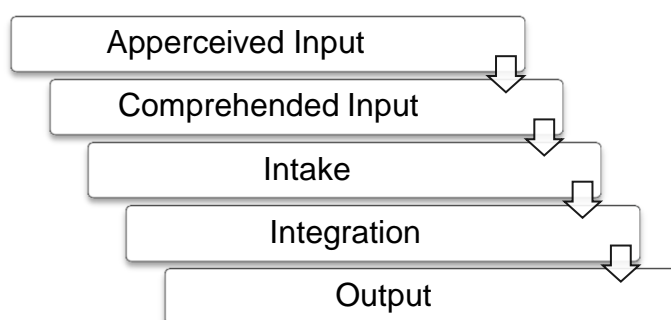 Apperceived Input
Comprehended Input
Intake
Integration
Output